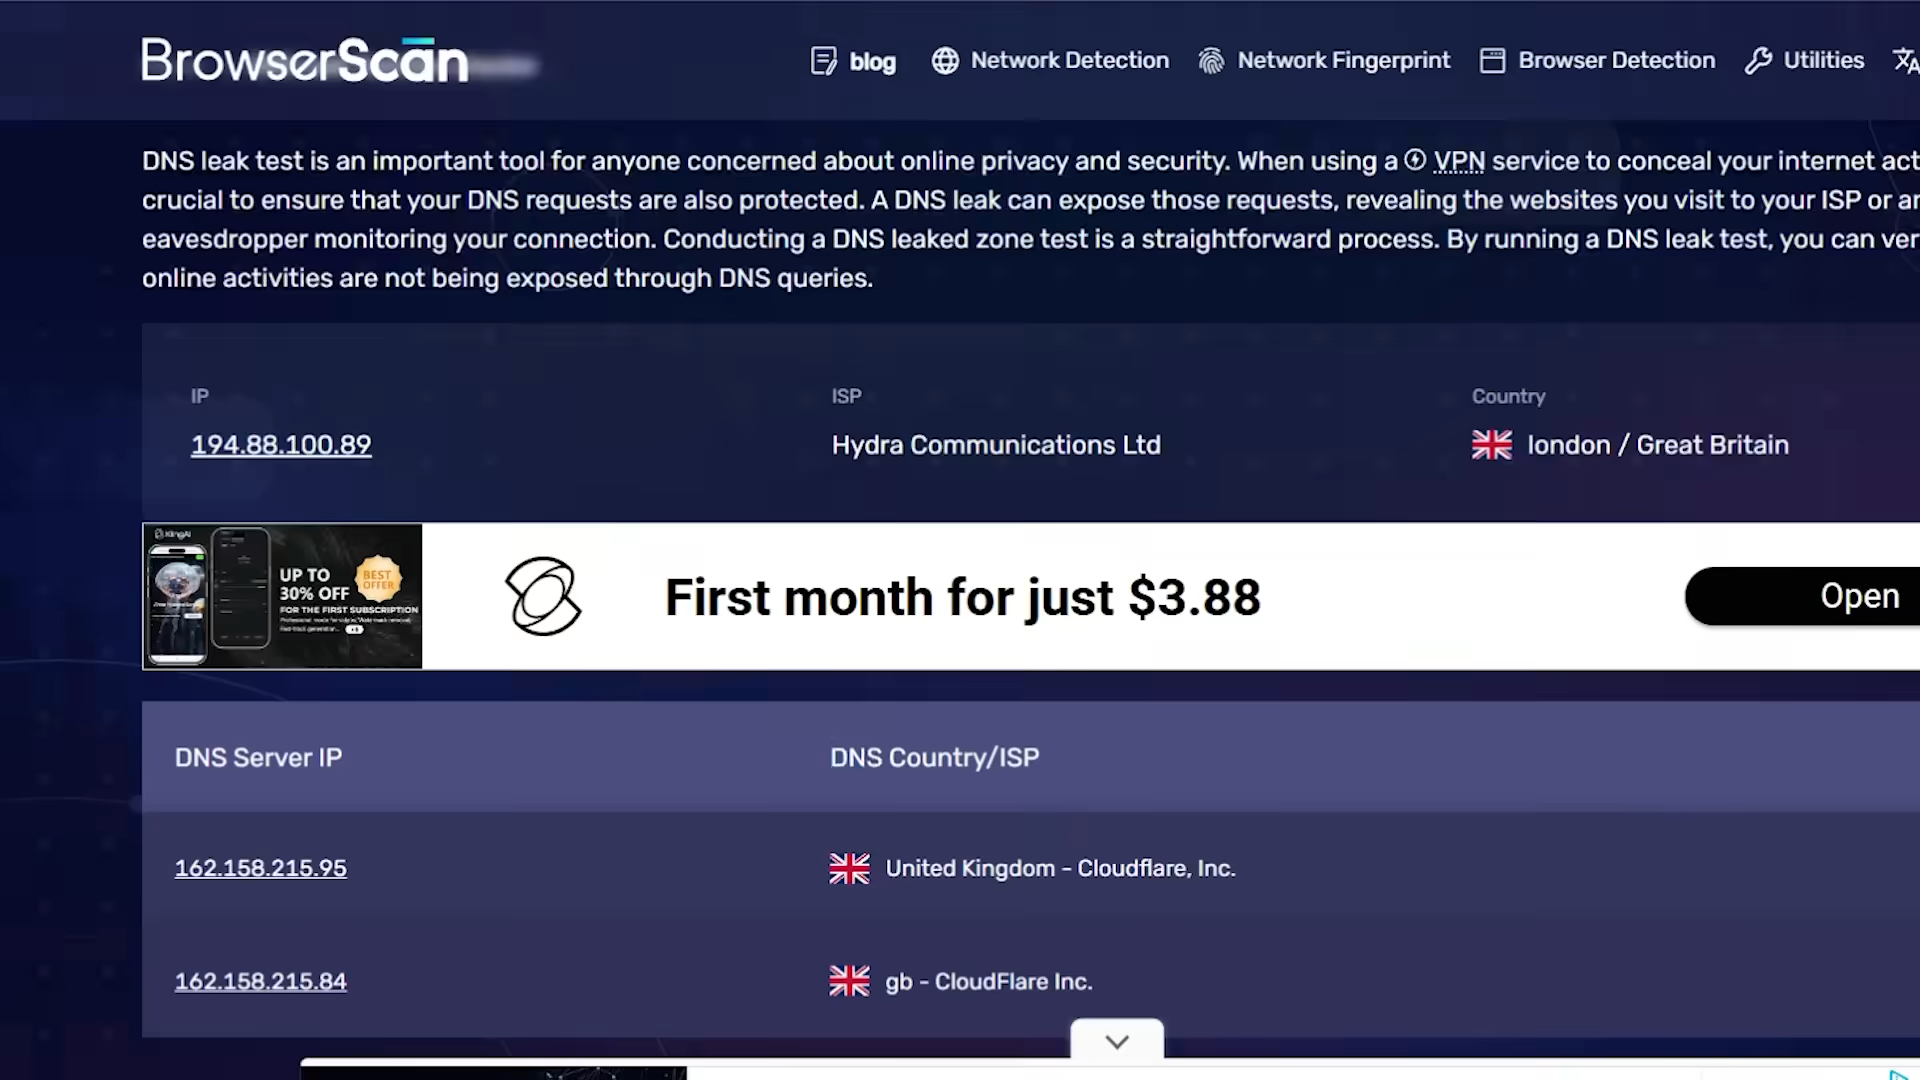 BrowserScan
blog
Network Detection
Network Fingerprint
Browser Detection
Utilities
DNS leak test is an important tool for anyone concerned about online privacy and security. When using a VPN service to conceal your internet act
crucial to ensure that your DNS requests are also protected. A DNS leak can expose those requests, revealing the websites you visit to your ISP or ar
eavesdropper monitoring your connection. Conducting a DNS leaked zone test is a straightforward process. By running a DNS leak test, you can ver
online activities are not being exposed through DNS queries.
IP
ISP
Country
194.88.100.89
Hydra Communications Ltd
london / Great Britain
KlingAI
UP TO
30% OFF
BEST
OFFER
FOR THE FIRST SUBSCRIPTION
First month for just $3.88
Open
DNS Server IP
DNS Country/ISP
162.158.215.95
United Kingdom - Cloudflare, Inc.
162.158.215.84
gb - CloudFlare Inc.